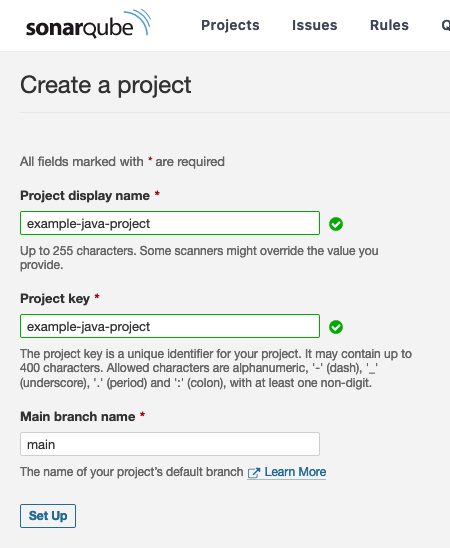 sonarqube
Projects Issues Rules Q
Create a project
All fields marked with * are required
Project display name *
example-java-project
Up to 255 characters. Some scanners might override the value you
provide.
Project key *
example-java-project
The project key is a unique identifier for your project. It may contain up to
400 characters. Allowed characters are alphanumeric, '-' (dash), '_'
(underscore), '.' (period) and ':' (colon), with at least one non-digit.
Main branch name *
main
The name of your project's default branch Learn More
Set Up